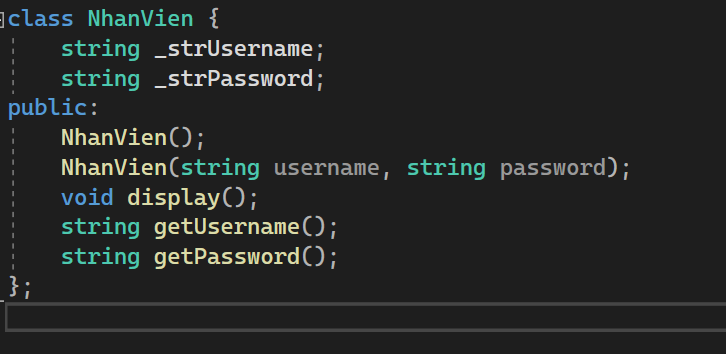 class NhanVien {
    string _strUsername;
    string _strPassword;
public:
    NhanVien();
    NhanVien(string username, string password);
    void display();
    string getUsername();
    string getPassword();
};